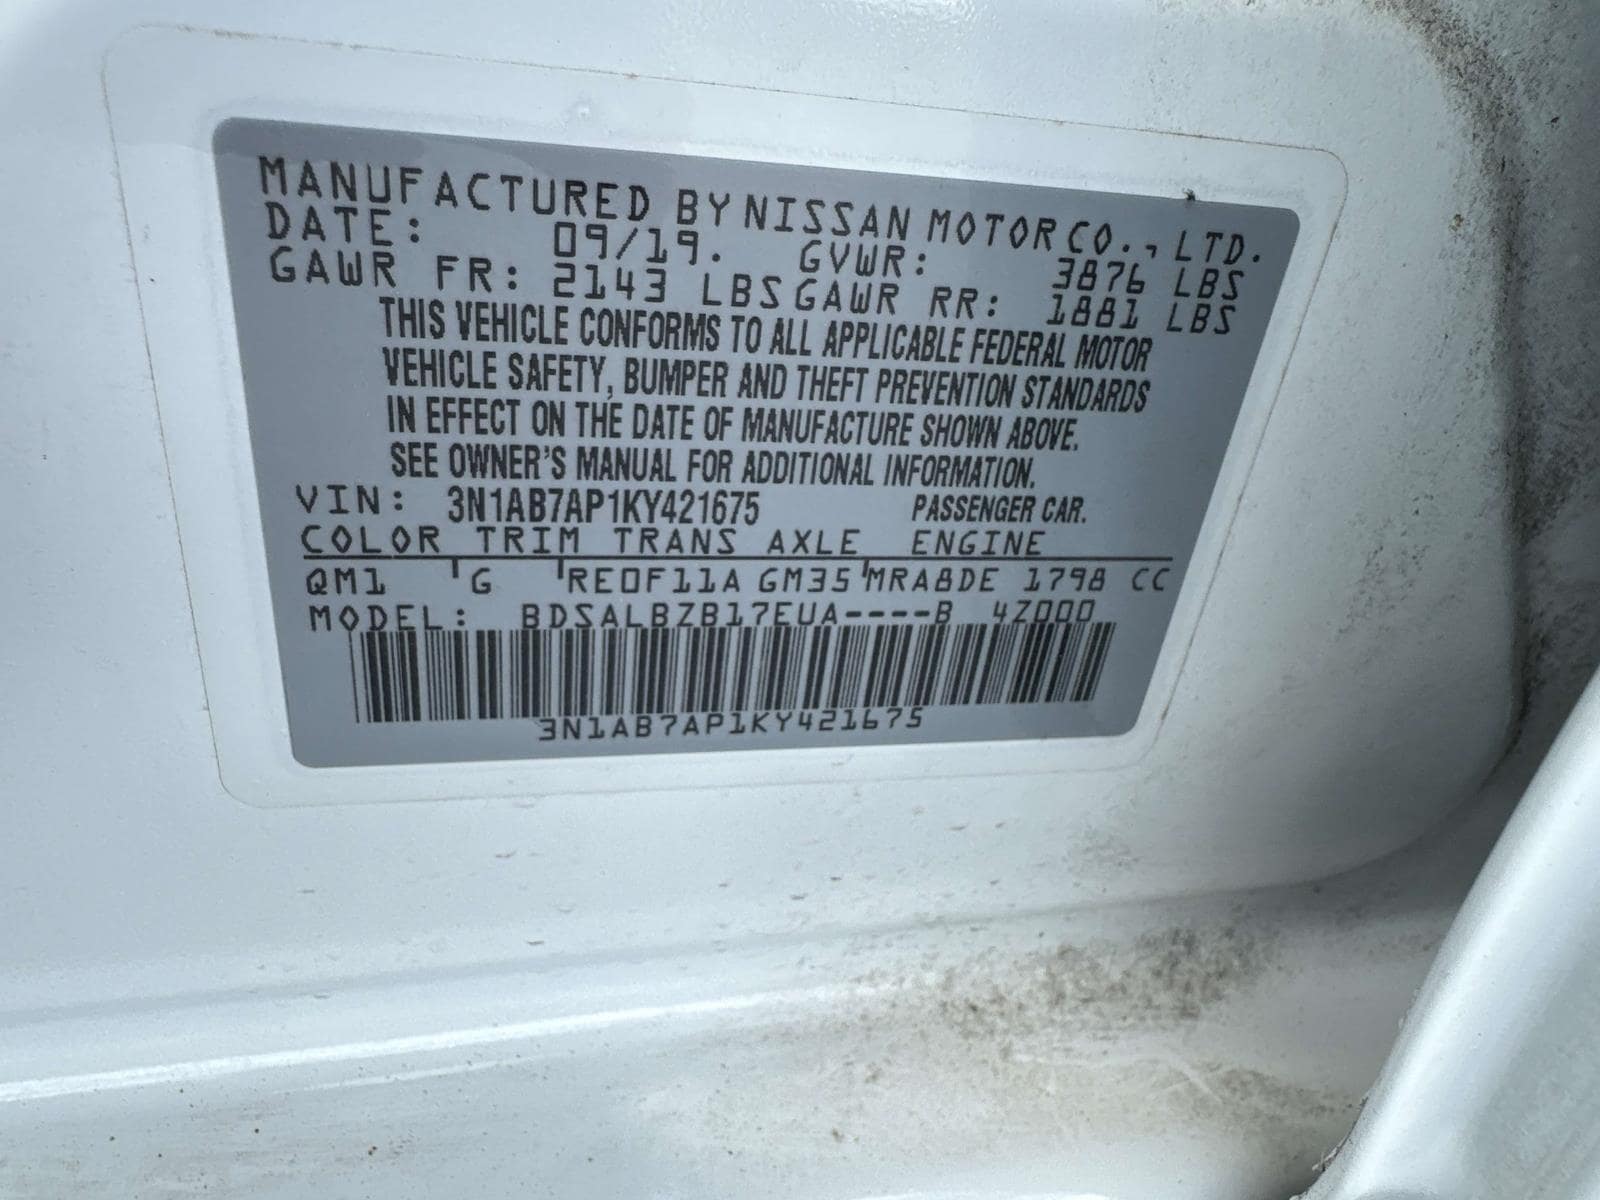 MANUFACTURED BY NISSAN MOTOR CO., LTD.
DATE: 09/19. GVWR: 3876 LBS
GAWR FR: 2143 LBS GAWR RR: 1881 LBS
THIS VEHICLE CONFORMS TO ALL APPLICABLE FEDERAL MOTOR
VEHICLE SAFETY, BUMPER AND THEFT PREVENTION STANDARDS
IN EFFECT ON THE DATE OF MANUFACTURE SHOWN ABOVE.
SEE OWNER'S MANUAL FOR ADDITIONAL INFORMATION.
VIN: 3N1AB7AP1KY421675 PASSENGER CAR.
COLOR TRIM TRANS AXLE ENGINE
QM1 'G 'RE0F11A GM35 'MRA8DE 1798 CC
MODEL: BDSALBZB17EUA----B 4Z000
3N1AB7AP1KY421675